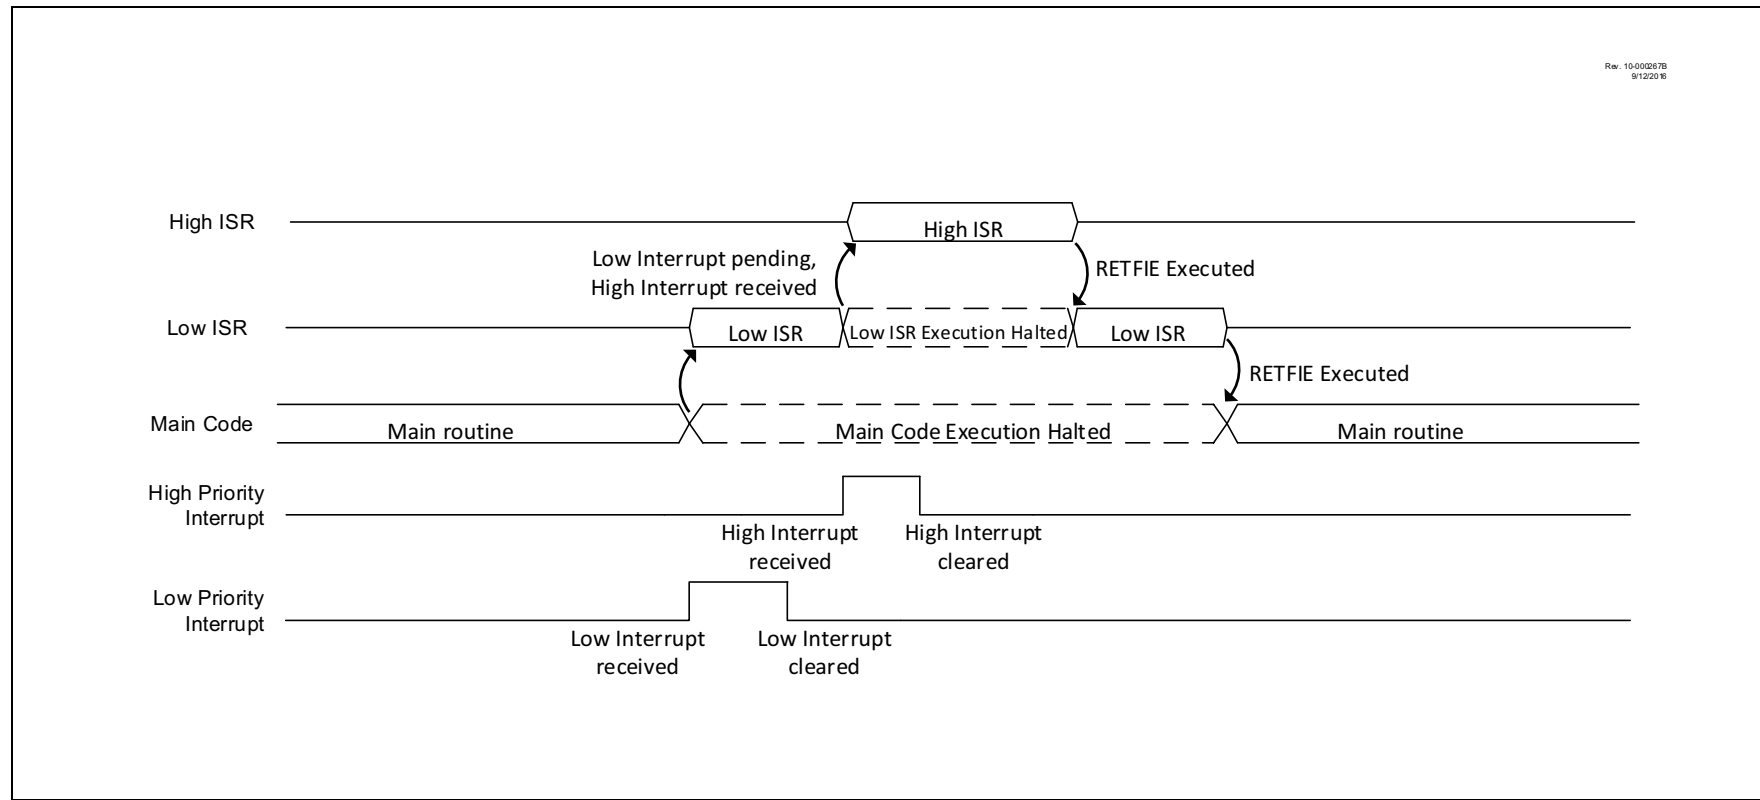 Rev. 10-000267B
9/12/2016
High ISR
High ISR
Low Interrupt pending,
High Interrupt received
RETFIE Executed
Low ISR
Low ISR
Low ISR Execution Halted
Low ISR
RETFIE Executed
Main Code
Main routine
Main Code Execution Halted
Main routine
High Priority
Interrupt
High Interrupt
received
High Interrupt
cleared
Low Priority
Interrupt
Low Interrupt
received
Low Interrupt
cleared